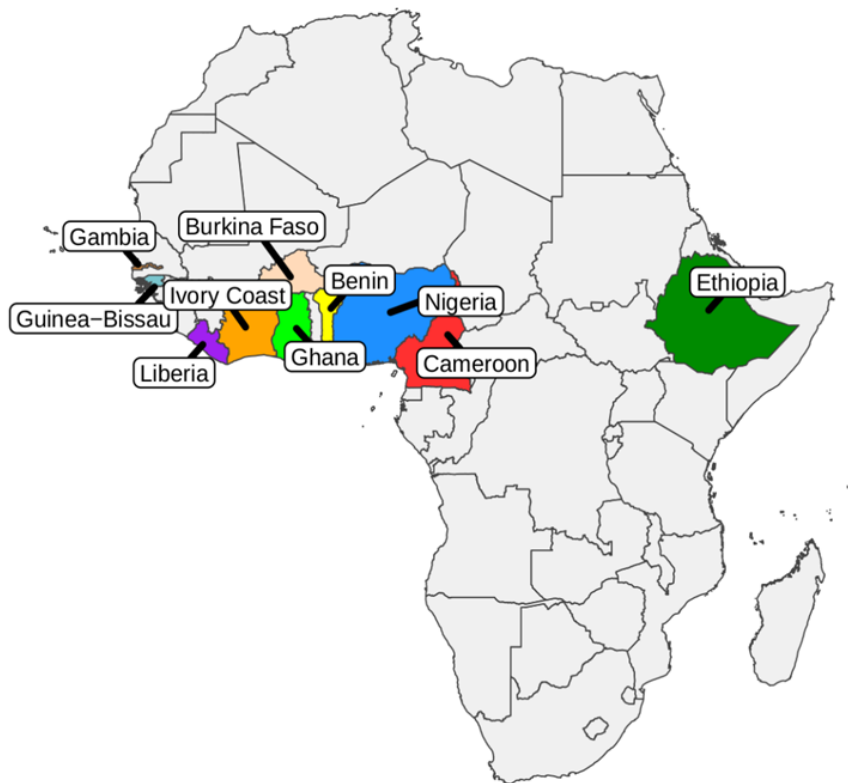 Burkina Faso
Gambia
Benin
Ethiopia
Ivory Coast
Nigeria
Guinea−Bissau
Ghana
Cameroon
Liberia